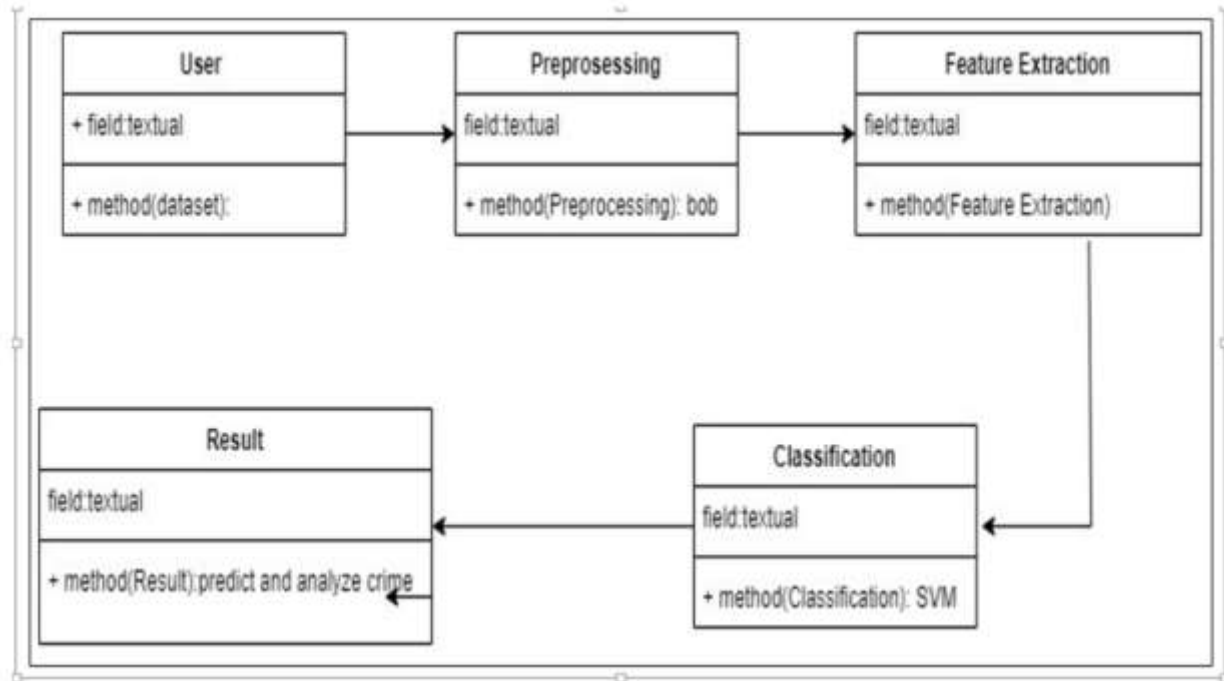 User
+ field:textual
+ method(dataset):
Preprosessing
field:textual
+ method(Preprocessing): bob
Feature Extraction
field:textual
+ method(Feature Extraction)
Result
field:textual
+ method(Result):predict and analyze crime
Classification
field:textual
+ method(Classification): SVM